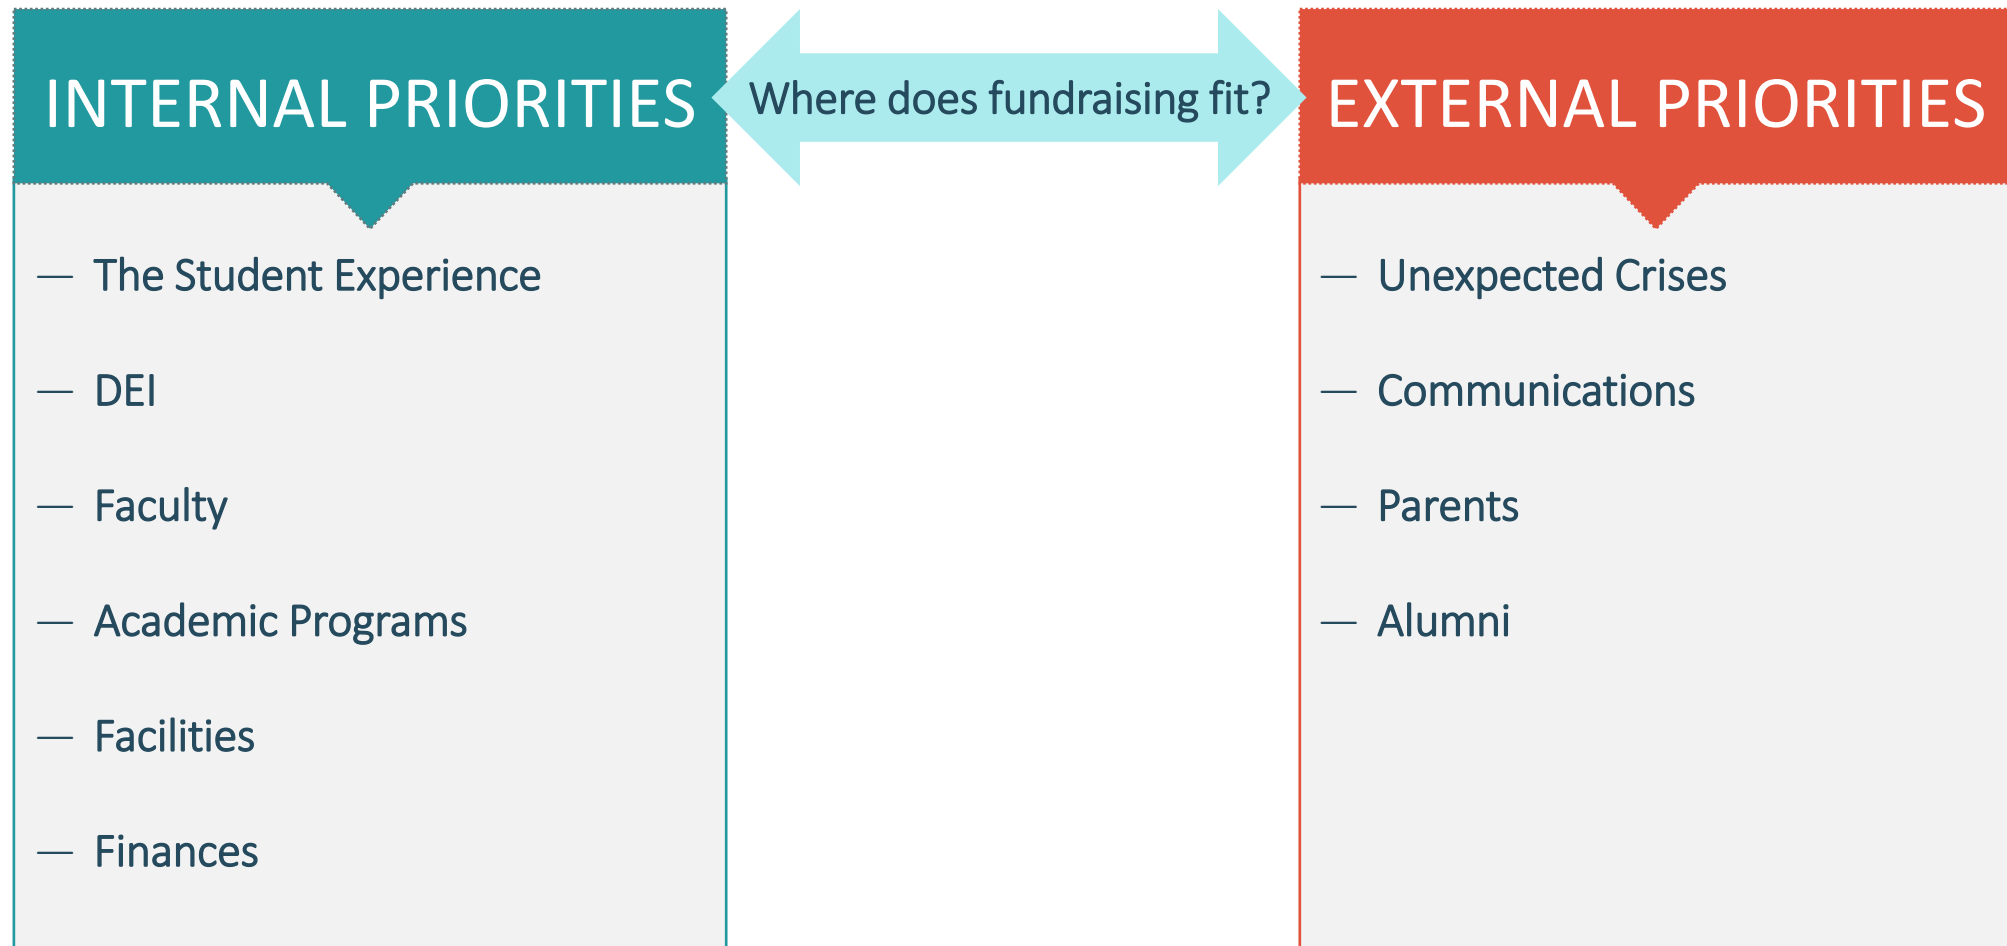 INTERNAL PRIORITIES
— The Student Experience
— DEI
— Faculty
— Academic Programs
— Facilities
— Finances
Where does fundraising fit?
EXTERNAL PRIORITIES
— Unexpected Crises
— Communications
— Parents
— Alumni